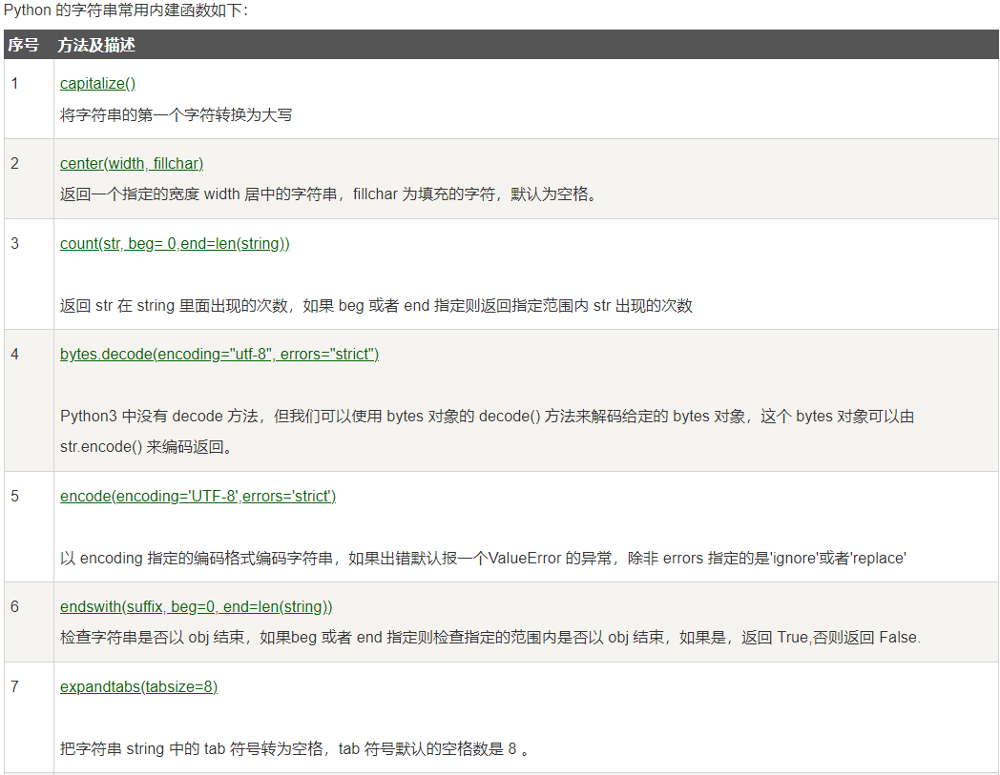 Python 的字符串常用内建函数如下：
序号 方法及描述
1 capitalize()
将字符串的第一个字符转换为大写
2 center(width, fillchar)
返回一个指定的宽度 width 居中的字符串，fillchar 为填充的字符，默认为空格。
3 count(str, beg= 0,end=len(string))
返回 str 在 string 里面出现的次数，如果 beg 或者 end 指定则返回指定范围内 str 出现的次数
4 bytes.decode(encoding="utf-8", errors="strict")
Python3 中没有 decode 方法，但我们可以使用 bytes 对象的 decode() 方法来解码给定的 bytes 对象，这个 bytes 对象可以由
str.encode() 来编码返回。
5 encode(encoding='UTF-8',errors='strict')
以 encoding 指定的编码格式编码字符串，如果出错默认报一个ValueError 的异常，除非 errors 指定的是'ignore'或者'replace'
6 endswith(suffix, beg=0, end=len(string))
检查字符串是否以 obj 结束，如果beg 或者 end 指定则检查指定的范围内是否以 obj 结束，如果是，返回 True,否则返回 False.
7 expandtabs(tabsize=8)
把字符串 string 中的 tab 符号转为空格，tab 符号默认的空格数是 8 。